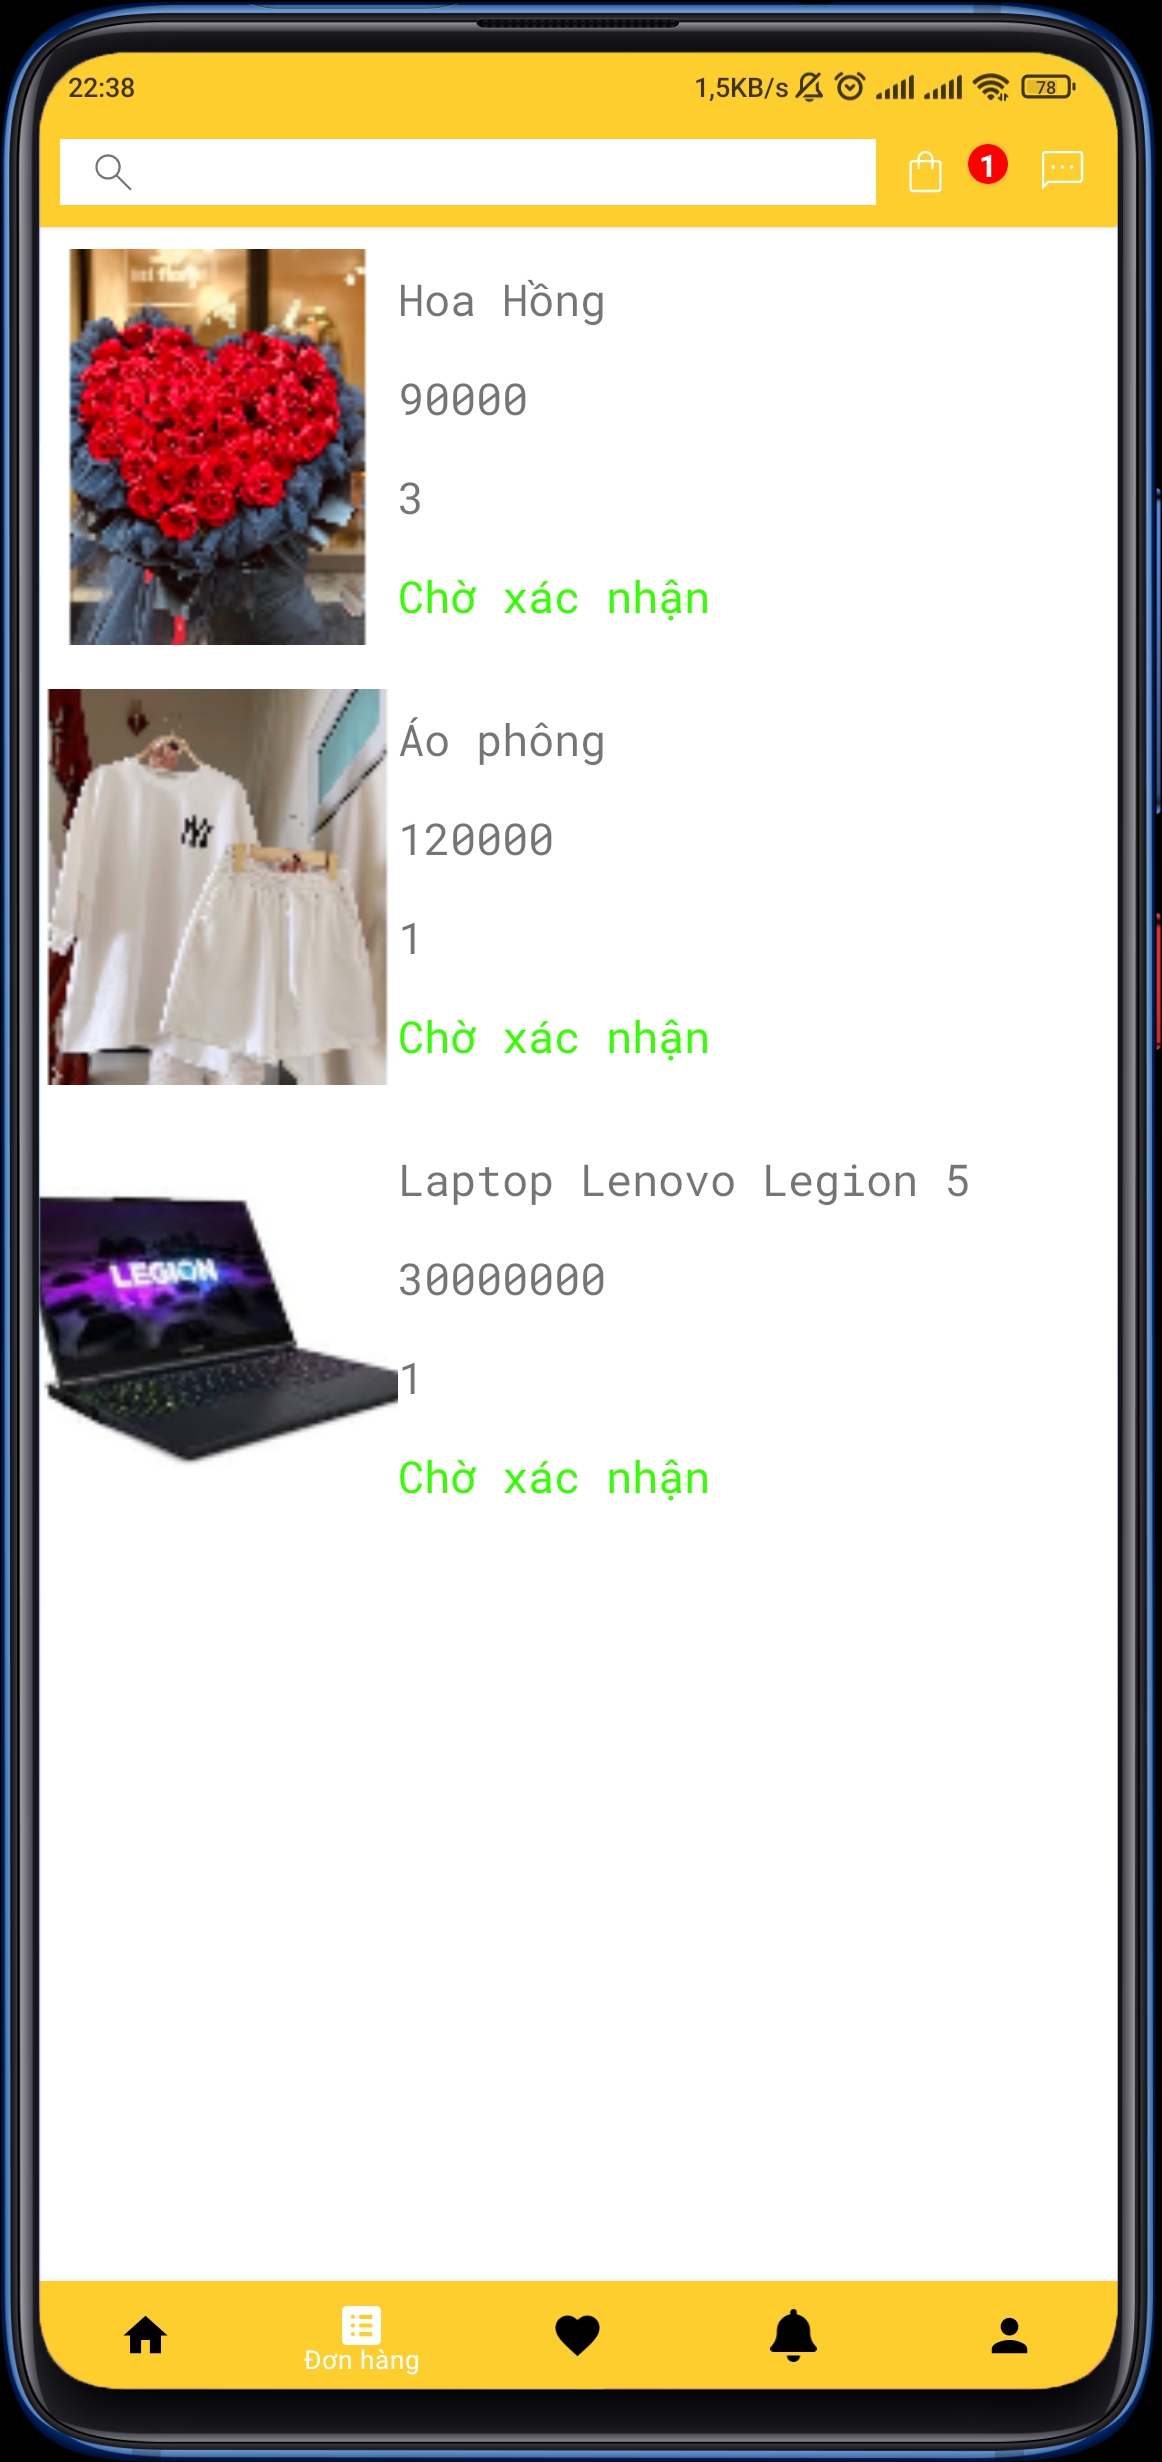 22:38 1,5KB/s 78
1
Hoa Hồng
90000
3
Chờ xác nhận
Áo phông
120000
1
Chờ xác nhận
Laptop Lenovo Legion 5
30000000
LEGION
1
Chờ xác nhận
Đơn hàng